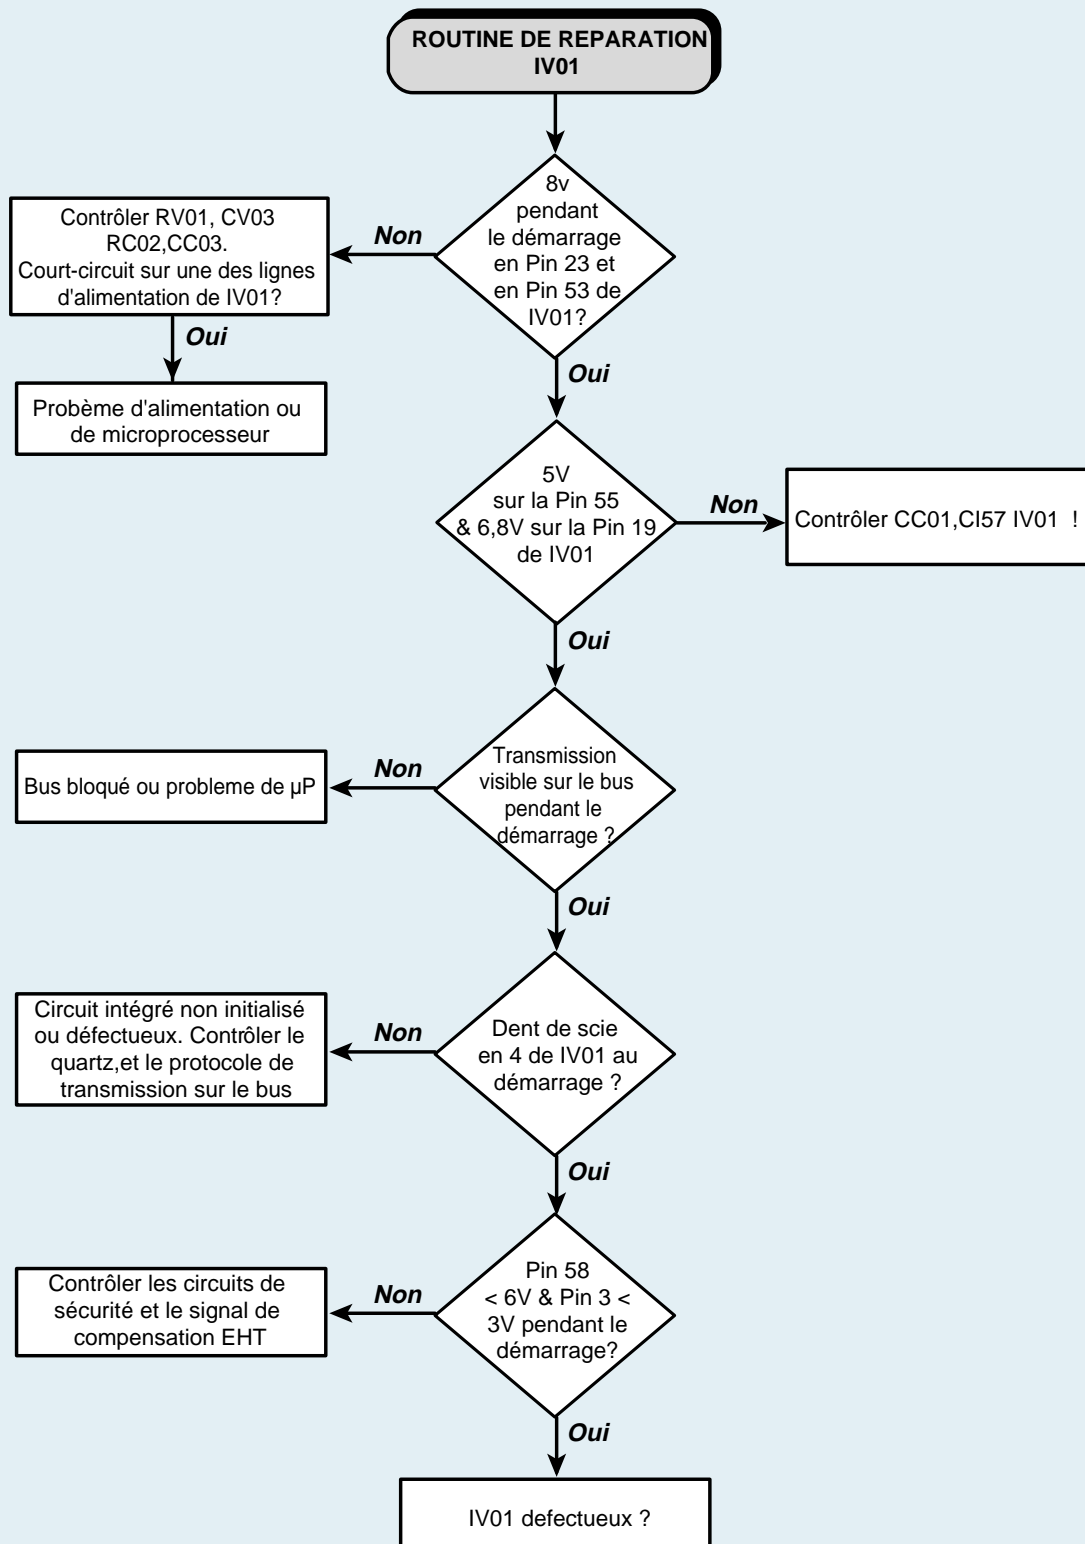 ROUTINE DE REPARATION
IV01
8v
pendant
le démarrage
en Pin 23 et
en Pin 53 de
IV01?
Non
Contrôler RV01, CV03
RC02,CC03.
Court-circuit sur une des lignes
d'alimentation de IV01?
Oui
Probème d'alimentation ou
de microprocesseur
Oui
5V
sur la Pin 55
& 6,8V sur la Pin 19
de IV01
Non
Contrôler CC01,CI57 IV01 !
Oui
Transmission
visible sur le bus
pendant le
démarrage ?
Non
Bus bloqué ou probleme de µP
Oui
Dent de scie
en 4 de IV01 au
démarrage ?
Non
Circuit intégré non initialisé
ou défectueux. Contrôler le
quartz,et le protocole de
transmission sur le bus
Oui
Pin 58
< 6V & Pin 3 <
3V pendant le
démarrage?
Non
Contrôler les circuits de
sécurité et le signal de
compensation EHT
Oui
IV01 defectueux ?